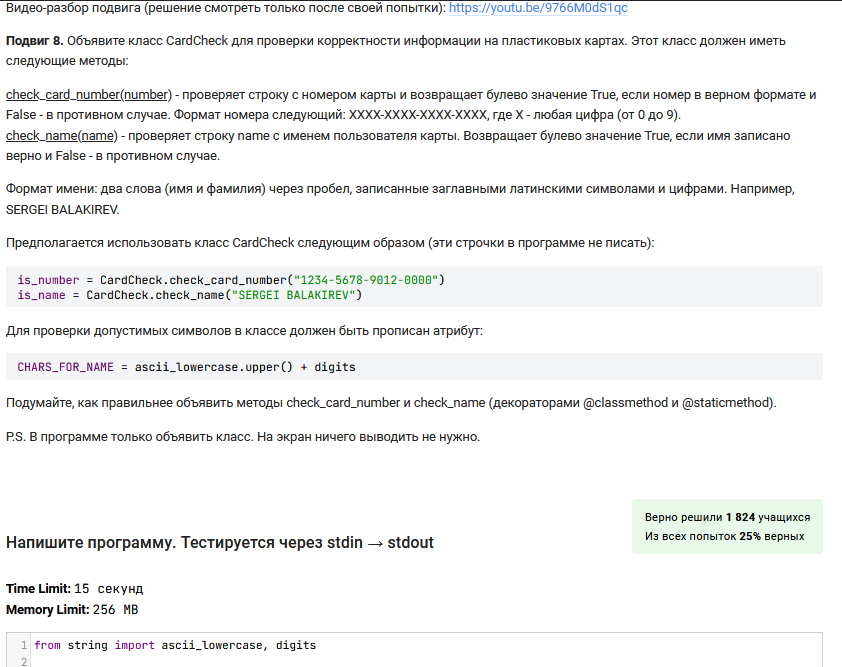 Видео-разбор подвига (решение смотреть только после своей попытки): https://youtu.be/9766M0dS1qc
Подвиг 8. Объявите класс CardCheck для проверки корректности информации на пластиковых картах. Этот класс должен иметь
следующие методы:
check_card_number(number) - проверяет строку с номером карты и возвращает булево значение True, если номер в верном формате и
False - в противном случае. Формат номера следующий: XXXX-XXXX-XXXX-XXXX, где X - любая цифра (от 0 до 9).
check_name(name) - проверяет строку name с именем пользователя карты. Возвращает булево значение True, если имя записано
верно и False - в противном случае.
Формат имени: два слова (имя и фамилия) через пробел, записанные заглавными латинскими символами и цифрами. Например,
SERGEI BALAKIREV.
Предполагается использовать класс CardCheck следующим образом (эти строчки в программе не писать):
is_number = CardCheck.check_card_number("1234-5678-9012-0000")
is_name = CardCheck.check_name("SERGEI BALAKIREV")
Для проверки допустимых символов в классе должен быть прописан атрибут:
CHARS_FOR_NAME = ascii_lowercase.upper() + digits
Подумайте, как правильнее объявить методы check_card_number и check_name (декораторами @classmethod и @staticmethod).
P.S. В программе только объявить класс. На экран ничего выводить не нужно.
Верно решили 1 824 учащихся
Из всех попыток 25% верных
Напишите программу. Тестируется через stdin → stdout
Time Limit: 15 секунд
Memory Limit: 256 MB
1 from string import ascii_lowercase, digits
2